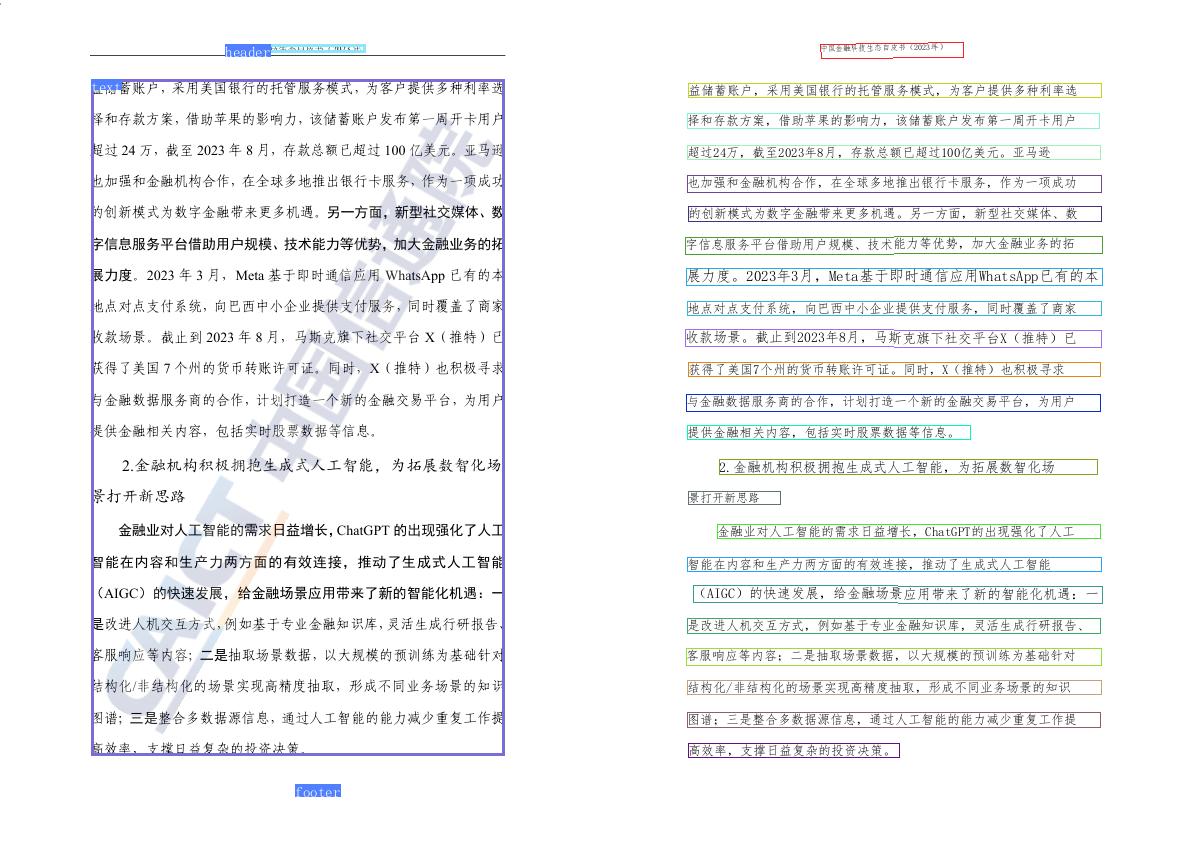 header
text
益储蓄账户，采用美国银行的托管服务模式，为客户提供多种利率选
择和存款方案，借助苹果的影响力，该储蓄账户发布第一周开卡用户
超过 24 万，截至 2023 年 8 月，存款总额已超过 100 亿美元。亚马逊
也加强和金融机构合作，在全球多地推出银行卡服务，作为一项成功
的创新模式为数字金融带来更多机遇。另一方面，新型社交媒体、数
字信息服务平台借助用户规模、技术能力等优势，加大金融业务的拓
展力度。2023 年 3 月，Meta 基于即时通信应用 WhatsApp 已有的本
地点对点支付系统，向巴西中小企业提供支付服务，同时覆盖了商家
收款场景。截止到 2023 年 8 月，马斯克旗下社交平台 X（推特）已
获得了美国 7 个州的货币转账许可证。同时，X（推特）也积极寻求
与金融数据服务商的合作，计划打造一个新的金融交易平台，为用户
提供金融相关内容，包括实时股票数据等信息。
2.金融机构积极拥抱生成式人工智能，为拓展数智化场
景打开新思路
金融业对人工智能的需求日益增长，ChatGPT 的出现强化了人工
智能在内容和生产力两方面的有效连接，推动了生成式人工智能
（AIGC）的快速发展，给金融场景应用带来了新的智能化机遇：一
是改进人机交互方式，例如基于专业金融知识库，灵活生成行研报告、
客服响应等内容；二是抽取场景数据，以大规模的预训练为基础针对
结构化/非结构化的场景实现高精度抽取，形成不同业务场景的知识
图谱；三是整合多数据源信息，通过人工智能的能力减少重复工作提
高效率，支撑日益复杂的投资决策。
CAICT 中国信通院
footer
中国金融科技生态白皮书（2023年）
益储蓄账户，采用美国银行的托管服务模式，为客户提供多种利率选
择和存款方案，借助苹果的影响力，该储蓄账户发布第一周开卡用户
超过24万，截至2023年8月，存款总额已超过100亿美元。亚马逊
也加强和金融机构合作，在全球多地推出银行卡服务，作为一项成功
的创新模式为数字金融带来更多机遇。另一方面，新型社交媒体、数
字信息服务平台借助用户规模、技术能力等优势，加大金融业务的拓
展力度。2023年3月，Meta基于即时通信应用WhatsApp已有的本
地点对点支付系统，向巴西中小企业提供支付服务，同时覆盖了商家
收款场景。截止到2023年8月，马斯克旗下社交平台X（推特）已
获得了美国7个州的货币转账许可证。同时，X（推特）也积极寻求
与金融数据服务商的合作，计划打造一个新的金融交易平台，为用户
提供金融相关内容，包括实时股票数据等信息。
2.金融机构积极拥抱生成式人工智能，为拓展数智化场
景打开新思路
金融业对人工智能的需求日益增长，ChatGPT的出现强化了人工
智能在内容和生产力两方面的有效连接，推动了生成式人工智能
（AIGC）的快速发展，给金融场景应用带来了新的智能化机遇：一
是改进人机交互方式，例如基于专业金融知识库，灵活生成行研报告、
客服响应等内容；二是抽取场景数据，以大规模的预训练为基础针对
结构化/非结构化的场景实现高精度抽取，形成不同业务场景的知识
图谱；三是整合多数据源信息，通过人工智能的能力减少重复工作提
高效率，支撑日益复杂的投资决策。